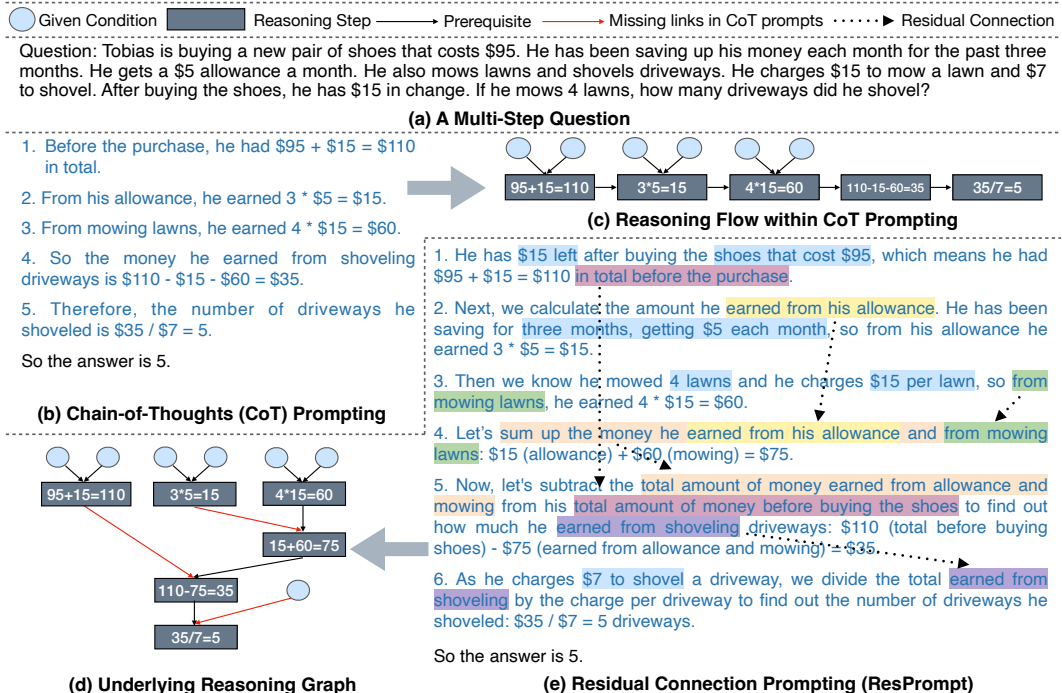 Given Condition
Reasoning Step
Prerequisite
Missing links in CoT prompts
Residual Connection
Question: Tobias is buying a new pair of shoes that costs $95. He has been saving up his money each month for the past three
months. He gets a $5 allowance a month. He also mows lawns and shovels driveways. He charges $15 to mow a lawn and $7
to shovel. After buying the shoes, he has $15 in change. If he mows 4 lawns, how many driveways did he shovel?
(a) A Multi-Step Question
1. Before the purchase, he had $95 + $15 = $110
in total.
2. From his allowance, he earned 3 * $5 = $15.
3. From mowing lawns, he earned 4 * $15 = $60.
4. So the money he earned from shoveling
driveways is $110 - $15 - $60 = $35.
5. Therefore, the number of driveways he
shoveled is $35 / $7 = 5.
So the answer is 5.
(b) Chain-of-Thoughts (CoT) Prompting
95+15=110
3*5=15
4*15=60
110-15-60=35
35/7=5
(c) Reasoning Flow within CoT Prompting
1. He has $15 left after buying the shoes that cost $95, which means he had
$95 + $15 = $110 in total before the purchase.
2. Next, we calculate the amount he earned from his allowance. He has been
saving for three months, getting $5 each month, so from his allowance he
earned 3 * $5 = $15.
3. Then we know he mowed 4 lawns and he charges $15 per lawn, so from
mowing lawns, he earned 4 * $15 = $60.
4. Let's sum up the money he earned from his allowance and from mowing
lawns: $15 (allowance) + $60 (mowing) = $75.
5. Now, let's subtract the total amount of money earned from allowance and
mowing from his total amount of money before buying the shoes to find out
how much he earned from shoveling driveways: $110 (total before buying
shoes) - $75 (earned from allowance and mowing) = $35.
6. As he charges $7 to shovel a driveway, we divide the total earned from
shoveling by the charge per driveway to find out the number of driveways he
shoveled: $35 / $7 = 5 driveways.
So the answer is 5.
(e) Residual Connection Prompting (ResPrompt)
95+15=110
3*5=15
4*15=60
15+60=75
110-75=35
35/7=5
(d) Underlying Reasoning Graph